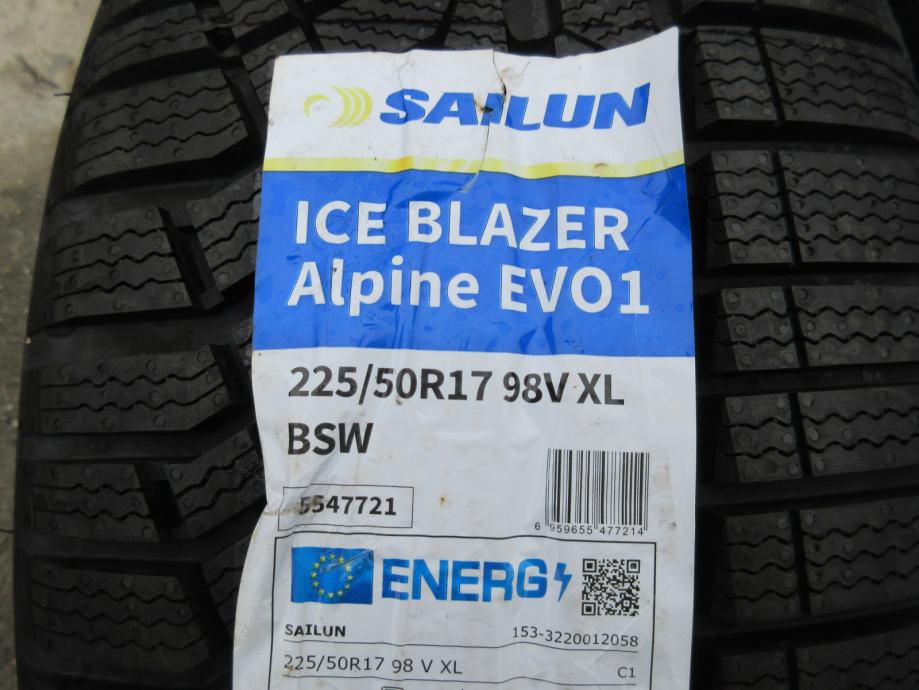 SAILUN
ICE BLAZER
Alpine EVO1
225/50R17 98V XL
BSW
5547721
6 959655 477214
ENERG
SAILUN 153-3220012058
225/50R17 98 V XL C1